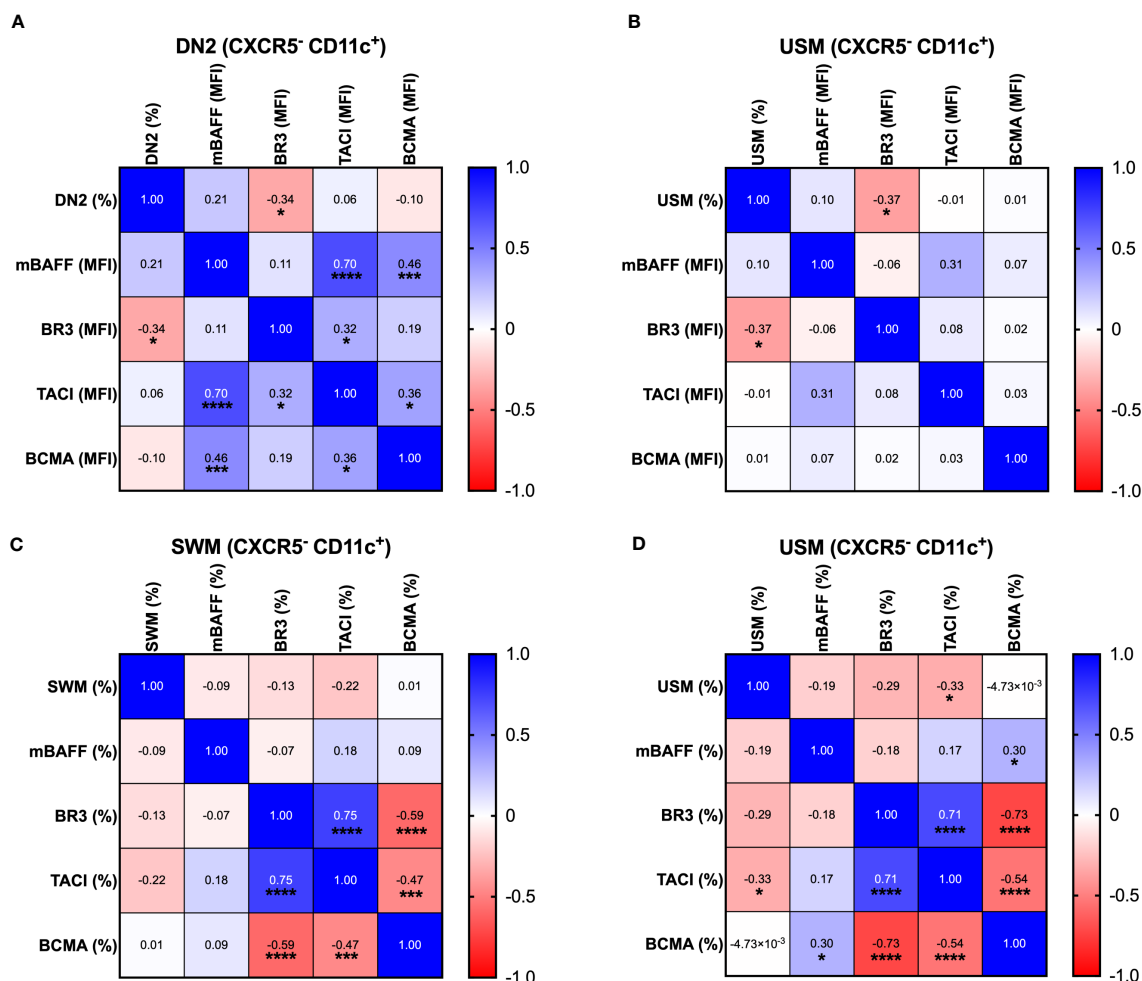 A
DN2 (CXCR5- CD11c+)
DN2 (%)
mBAFF (MFI)
BR3 (MFI)
TACI (MFI)
BCMA (MFI)
DN2 (%) 1.00 0.21 -0.34 * 0.06 -0.10
mBAFF (MFI) 0.21 1.00 0.11 0.70 **** 0.46 ***
BR3 (MFI) -0.34 * 0.11 1.00 0.32 * 0.19
TACI (MFI) 0.06 0.70 **** 0.32 * 1.00 0.36 *
BCMA (MFI) -0.10 0.46 *** 0.19 0.36 * 1.00
1.0
0.5
0
-0.5
-1.0
B
USM (CXCR5- CD11c+)
USM (%)
mBAFF (MFI)
BR3 (MFI)
TACI (MFI)
BCMA (MFI)
USM (%) 1.00 0.10 -0.37 * -0.01 0.01
mBAFF (MFI) 0.10 1.00 -0.06 0.31 0.07
BR3 (MFI) -0.37 * -0.06 1.00 0.08 0.02
TACI (MFI) -0.01 0.31 0.08 1.00 0.03
BCMA (MFI) 0.01 0.07 0.02 0.03 1.00
1.0
0.5
0
-0.5
-1.0
C
SWM (CXCR5- CD11c+)
SWM (%)
mBAFF (%)
BR3 (%)
TACI (%)
BCMA (%)
SWM (%) 1.00 -0.09 -0.13 -0.22 0.01
mBAFF (%) -0.09 1.00 -0.07 0.18 0.09
BR3 (%) -0.13 -0.07 1.00 0.75 **** -0.59 ****
TACI (%) -0.22 0.18 0.75 **** 1.00 -0.47 ***
BCMA (%) 0.01 0.09 -0.59 **** -0.47 *** 1.00
1.0
0.5
0
-0.5
-1.0
D
USM (CXCR5- CD11c+)
USM (%)
mBAFF (%)
BR3 (%)
TACI (%)
BCMA (%)
USM (%) 1.00 -0.19 -0.29 -0.33 * -4.73×10-3
mBAFF (%) -0.19 1.00 -0.18 0.17 0.30 *
BR3 (%) -0.29 -0.18 1.00 0.71 **** -0.73 ****
TACI (%) -0.33 * 0.17 0.71 **** 1.00 -0.54 ****
BCMA (%) -4.73×10-3 0.30 * -0.73 **** -0.54 **** 1.00
1.0
0.5
0
-0.5
-1.0